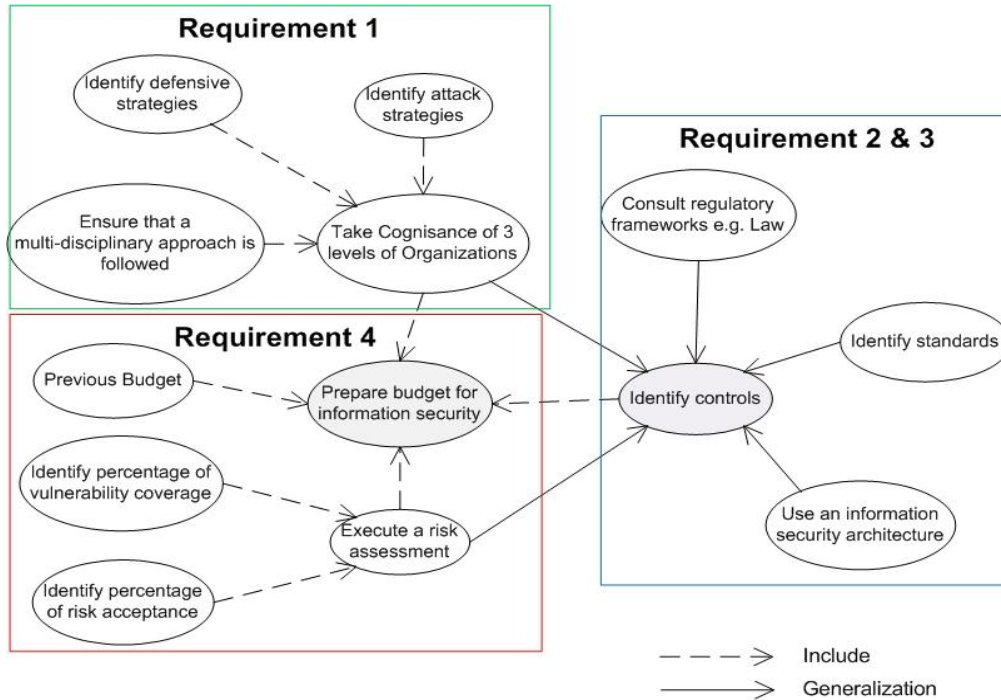 Requirement 1
Identify defensive
strategies
Identify attack
strategies
Ensure that a
multi-disciplinary approach is
followed
Take Cognisance of 3
levels of Organizations
Requirement 2 & 3
Consult regulatory
frameworks e.g. Law
Identify standards
Identify controls
Use an information
security architecture
Requirement 4
Previous Budget
Prepare budget for
information security
Identify percentage of
vulnerability coverage
Execute a risk
assessment
Identify percentage
of risk acceptance
Include
Generalization